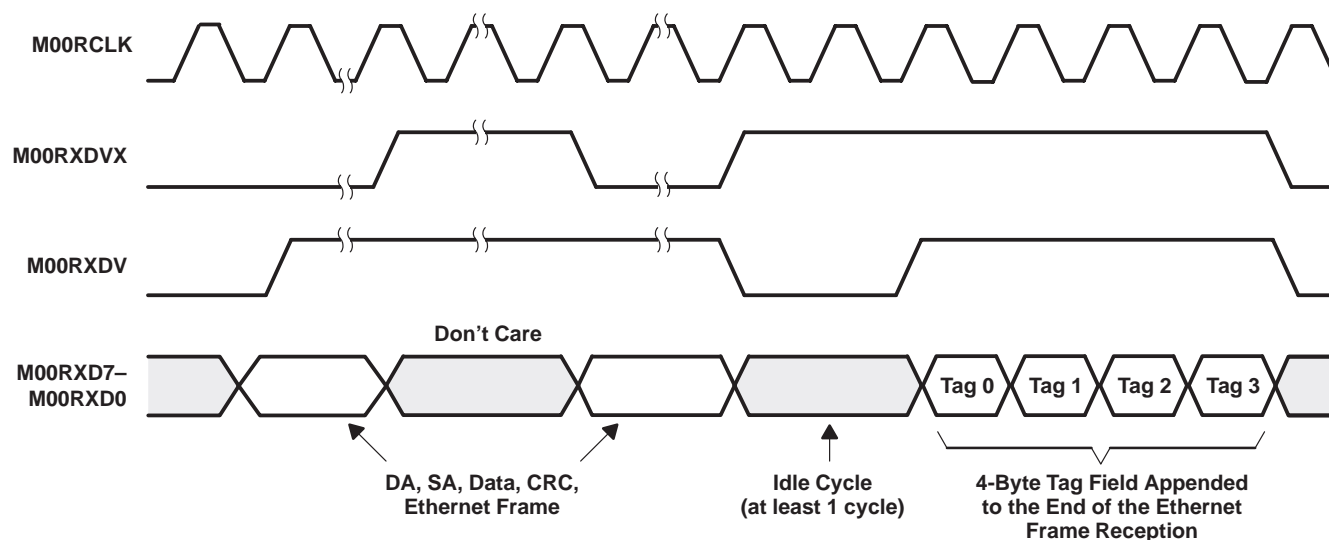 M00RCLK
M00RXDVX
M00RXDV
Don't Care
M00RXD7–
M00RXD0
Tag 0
Tag 1
Tag 2
Tag 3
DA, SA, Data, CRC,
Ethernet Frame
Idle Cycle
(at least 1 cycle)
4-Byte Tag Field Appended
to the End of the Ethernet
Frame Reception